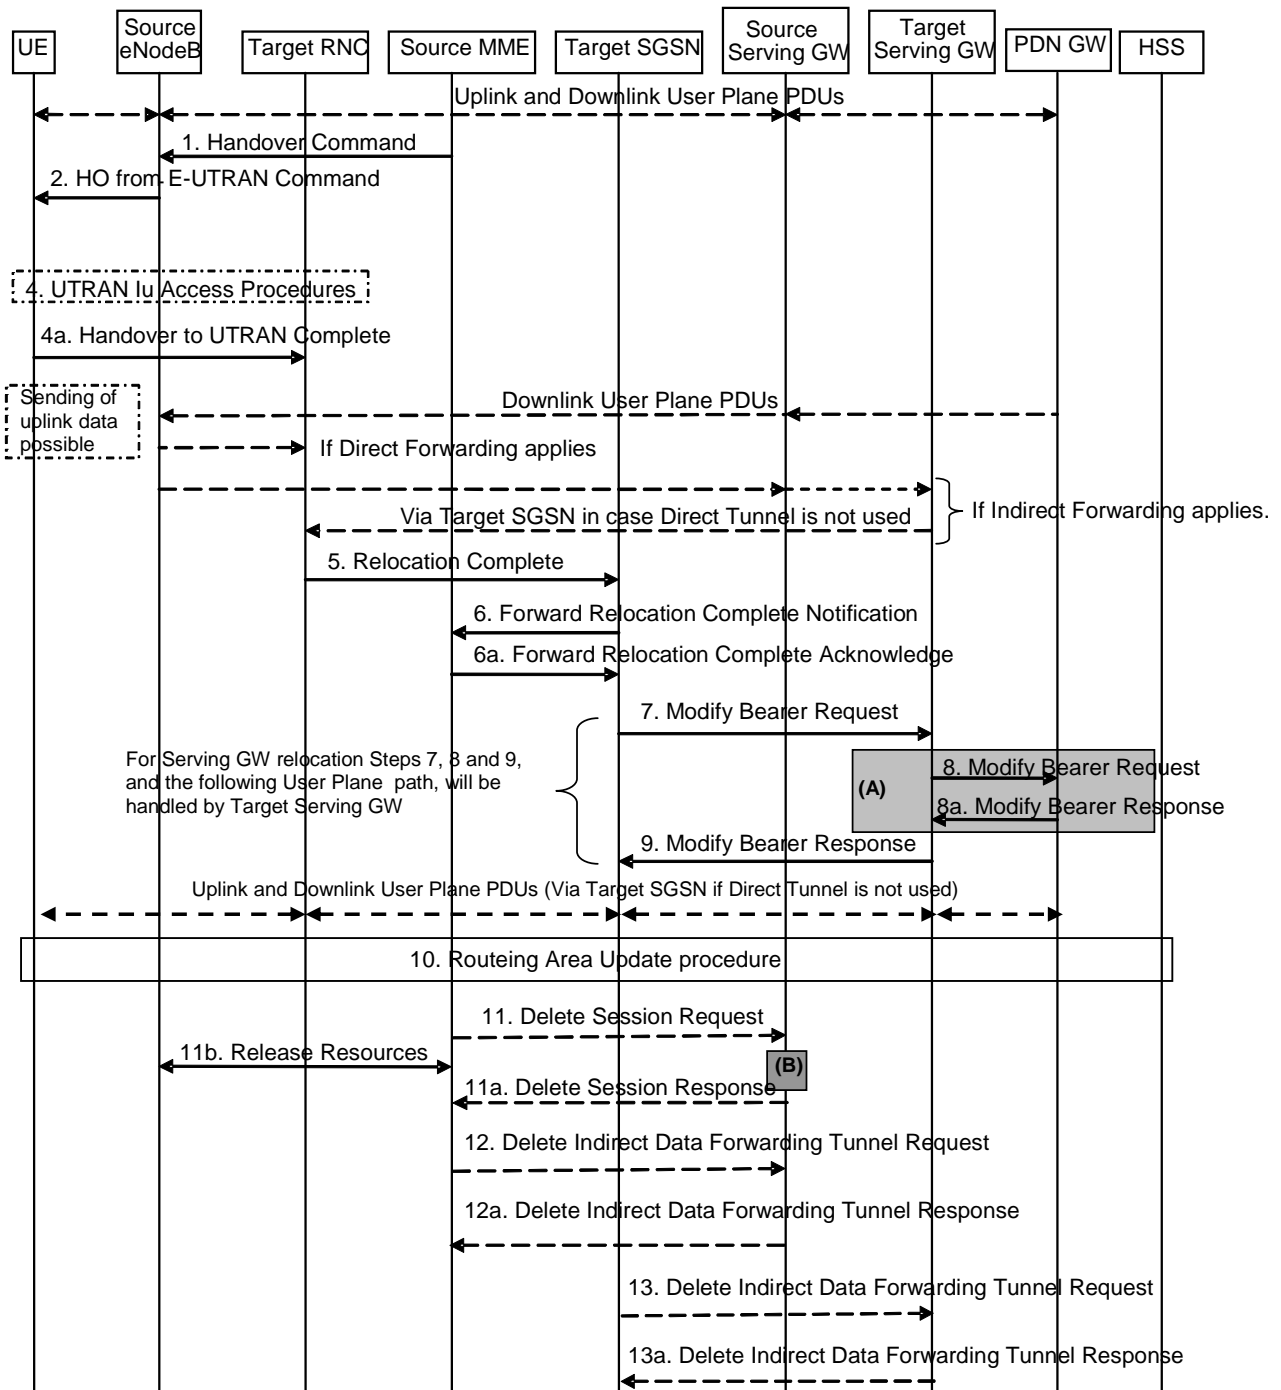 UE
Source
eNodeB
Target RNC
Source MME
Target SGSN
Source
Serving GW
Target
Serving GW
PDN GW
HSS
Uplink and Downlink User Plane PDUs
1. Handover Command
2. HO from E-UTRAN Command
4. UTRAN Iu Access Procedures
4a. Handover to UTRAN Complete
Sending of
uplink data
possible
Downlink User Plane PDUs
If Direct Forwarding applies
Via Target SGSN in case Direct Tunnel is not used
If Indirect Forwarding applies.
5. Relocation Complete
6. Forward Relocation Complete Notification
6a. Forward Relocation Complete Acknowledge
7. Modify Bearer Request
For Serving GW relocation Steps 7, 8 and 9,
and the following User Plane path, will be
handled by Target Serving GW
(A)
8. Modify Bearer Request
8a. Modify Bearer Response
9. Modify Bearer Response
Uplink and Downlink User Plane PDUs (Via Target SGSN if Direct Tunnel is not used)
10. Routeing Area Update procedure
11. Delete Session Request
11b. Release Resources
(B)
11a. Delete Session Response
12. Delete Indirect Data Forwarding Tunnel Request
12a. Delete Indirect Data Forwarding Tunnel Response
13. Delete Indirect Data Forwarding Tunnel Request
13a. Delete Indirect Data Forwarding Tunnel Response